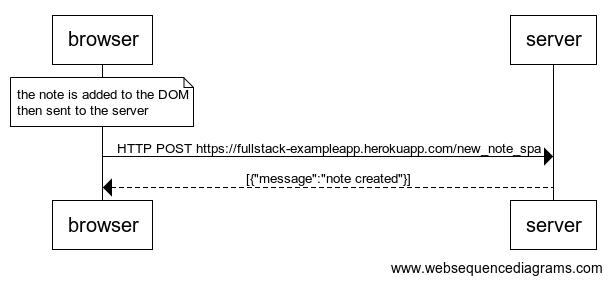 browser
server
the note is added to the DOM
then sent to the server
HTTP POST https://fullstack-exampleapp.herokuapp.com/new_note_spa
[{"message":"note created"}]
browser
server
www.websequencediagrams.com